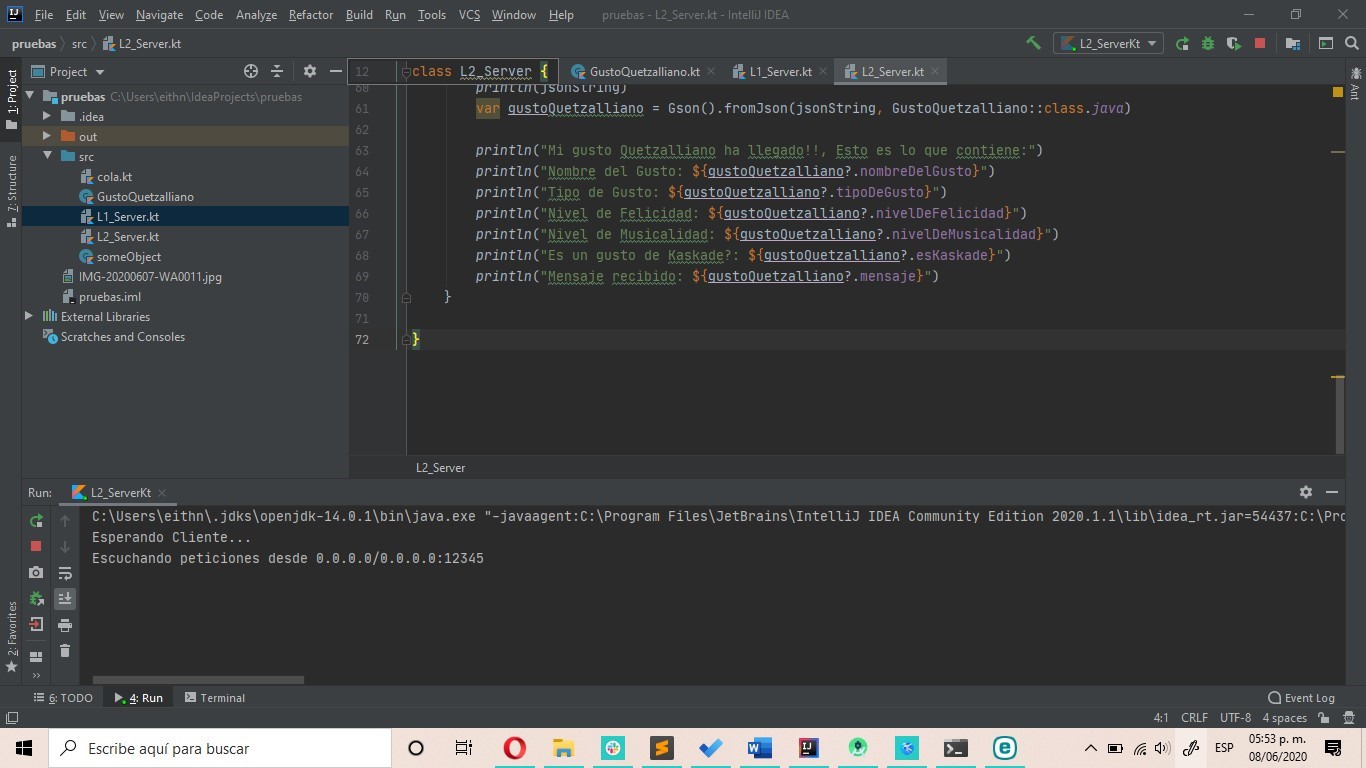 File Edit View Navigate Code Analyze Refactor Build Run Tools VCS Window Help pruebas - L2_Server.kt - IntelliJ IDEA
pruebas src L2_Server.kt L2_ServerKt
Project
GustoQuetzalliano.kt L1_Server.kt L2_Server.kt
12 class L2_Server {
60 println(jsonString)
61 var gustoQuetzalliano = Gson().fromJson(jsonString, GustoQuetzalliano::class.java)
62
63 println("Mi gusto Quetzalliano ha llegado!!, Esto es lo que contiene:")
64 println("Nombre del Gusto: ${gustoQuetzalliano?.nombreDelGusto}")
65 println("Tipo de Gusto: ${gustoQuetzalliano?.tipoDeGusto}")
66 println("Nivel de Felicidad: ${gustoQuetzalliano?.nivelDeFelicidad}")
67 println("Nivel de Musicalidad: ${gustoQuetzalliano?.nivelDeMusicalidad}")
68 println("Es un gusto de Kaskade?: ${gustoQuetzalliano?.esKaskade}")
69 println("Mensaje recibido: ${gustoQuetzalliano?.mensaje}")
70 }
71
72 }
L2_Server
pruebas C:\Users\eithn\IdeaProjects\pruebas
.idea
out
src
cola.kt
GustoQuetzalliano
L1_Server.kt
L2_Server.kt
someObject
IMG-20200607-WA0011.jpg
pruebas.iml
External Libraries
Scratches and Consoles
1: Project
7: Structure
2: Favorites
Ant
Run: L2_ServerKt
C:\Users\eithn\.jdks\openjdk-14.0.1\bin\java.exe "-javaagent:C:\Program Files\JetBrains\IntelliJ IDEA Community Edition 2020.1.1\lib\idea_rt.jar=54437:C:\Pro
Esperando Cliente...
Escuchando peticiones desde 0.0.0.0/0.0.0.0:12345
6: TODO 4: Run Terminal Event Log
4:1 CRLF UTF-8 4 spaces
Escribe aquí para buscar
ESP
05:53 p. m.
08/06/2020